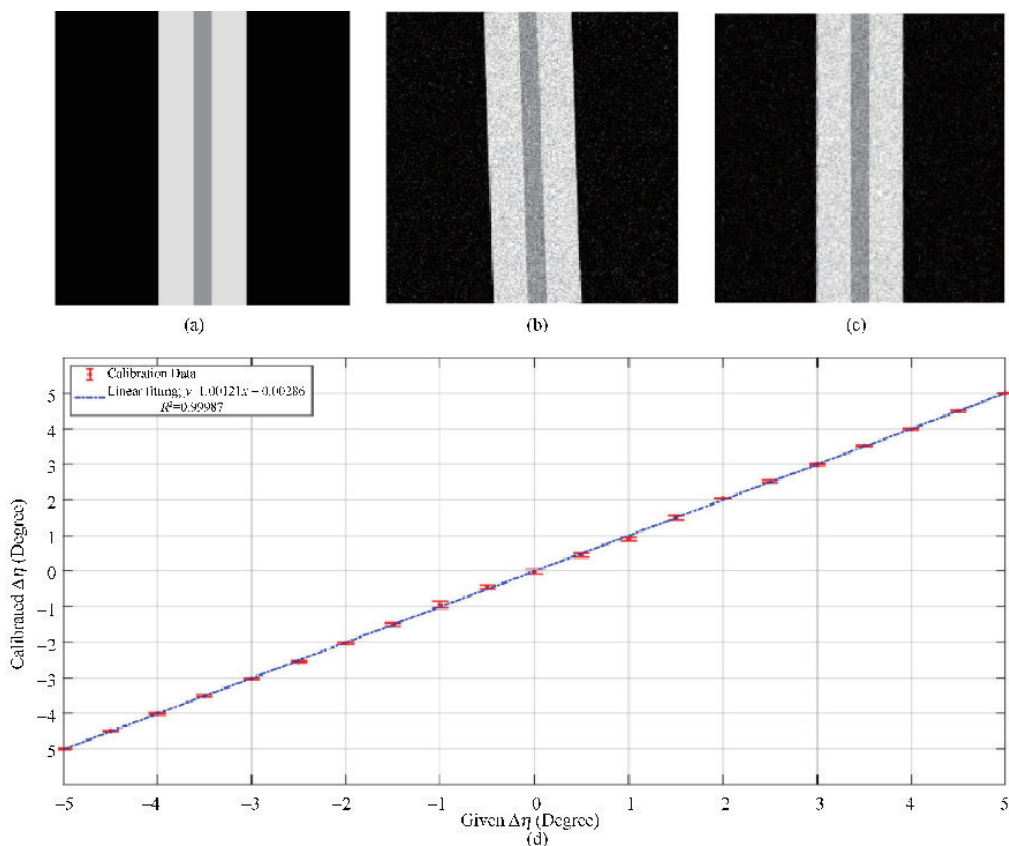 (a)
(b)
(c)
Calibration Data
Linear fitting; y=1.00121x−0.00286
R²=0.99987
5
4
3
2
1
0
−1
−2
−3
−4
5
Calibraed Δη (Degree)
−5 −4 −3 −2 −1 0 1 2 3 4 5
Given Δη (Degree)
(d)